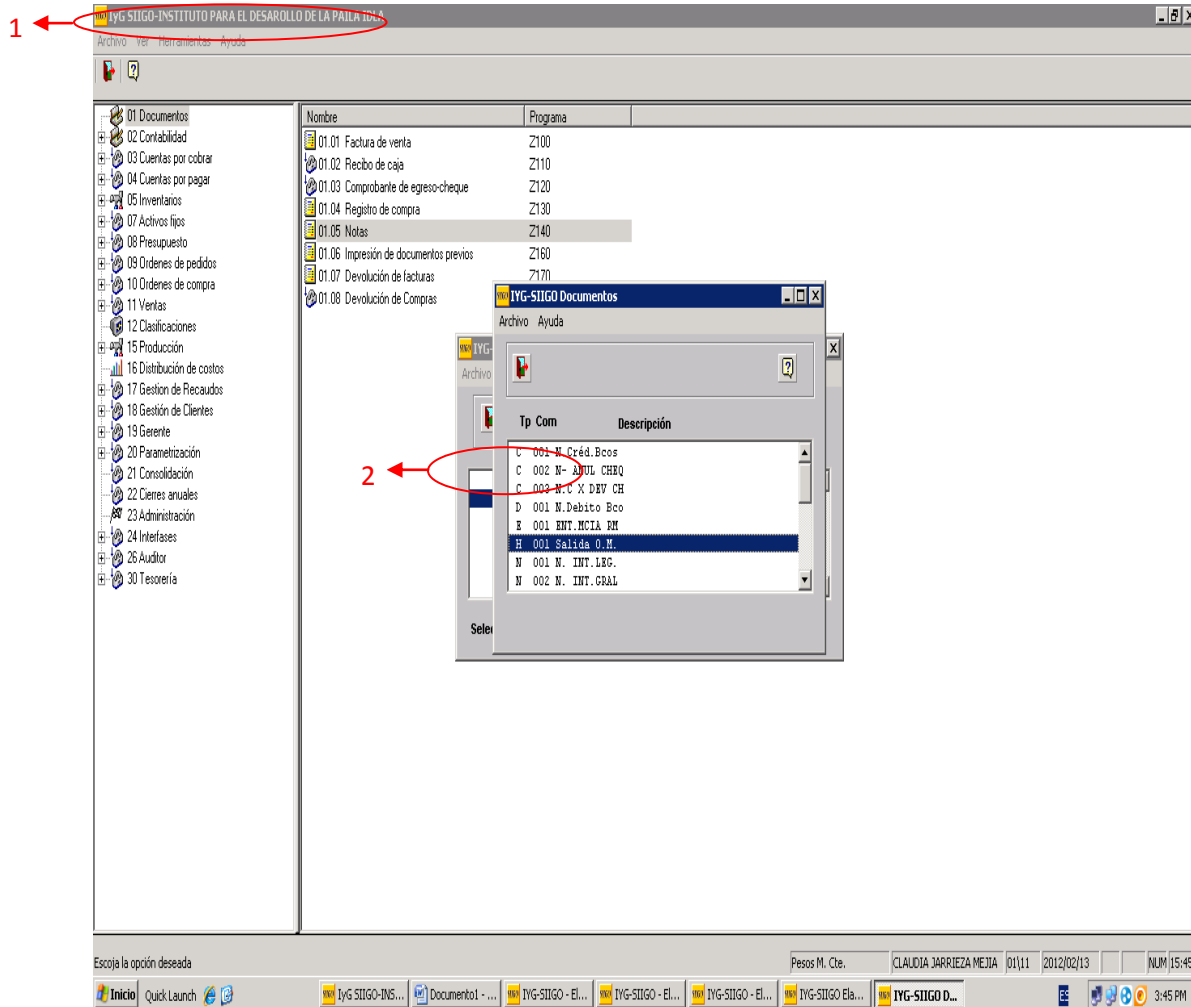 1
IyG SIIGO-INSTITUTO PARA EL DESAROLLO DE LA PAILA IDLA
Archivo Ver Herramientas Ayuda
01 Documentos
02 Contabilidad
03 Cuentas por cobrar
04 Cuentas por pagar
05 Inventarios
07 Activos fijos
08 Presupuesto
09 Ordenes de pedidos
10 Ordenes de compra
11 Ventas
12 Clasificaciones
15 Producción
16 Distribución de costos
17 Gestion de Recaudos
18 Gestión de Clientes
19 Gerente
20 Parametrización
21 Consolidación
22 Cierres anuales
23 Administración
24 Interfases
26 Auditor
30 Tesorería
Nombre Programa
01.01 Factura de venta Z100
01.02 Recibo de caja Z110
01.03 Comprobante de egreso-cheque Z120
01.04 Registro de compra Z130
01.05 Notas Z140
01.06 Impresión de documentos previos Z160
01.07 Devolución de facturas Z170
01.08 Devolución de Compras
IYG-
Archivo
Selec
IYG-SIIGO Documentos
Archivo Ayuda
Tp Com Descripción
C 001 N.Créd.Bcos
C 002 N- ANUL CHEQ
C 003 N.C X DEV CH
D 001 N.Debito Bco
E 001 ENT.MCIA RM
H 001 Salida O.M.
N 001 N. INT.LEG.
N 002 N. INT.GRAL
2
Escoja la opción deseada
Pesos M. Cte. CLAUDIA JARRIEZA MEJIA 01\11 2012/02/13 NUM 15:45
Inicio Quick Launch IyG SIIGO-INS... Documento1 - ... IYG-SIIGO - El... IYG-SIIGO - El... IYG-SIIGO - El... IYG-SIIGO Ela... IYG-SIIGO D... ES 3:45 PM